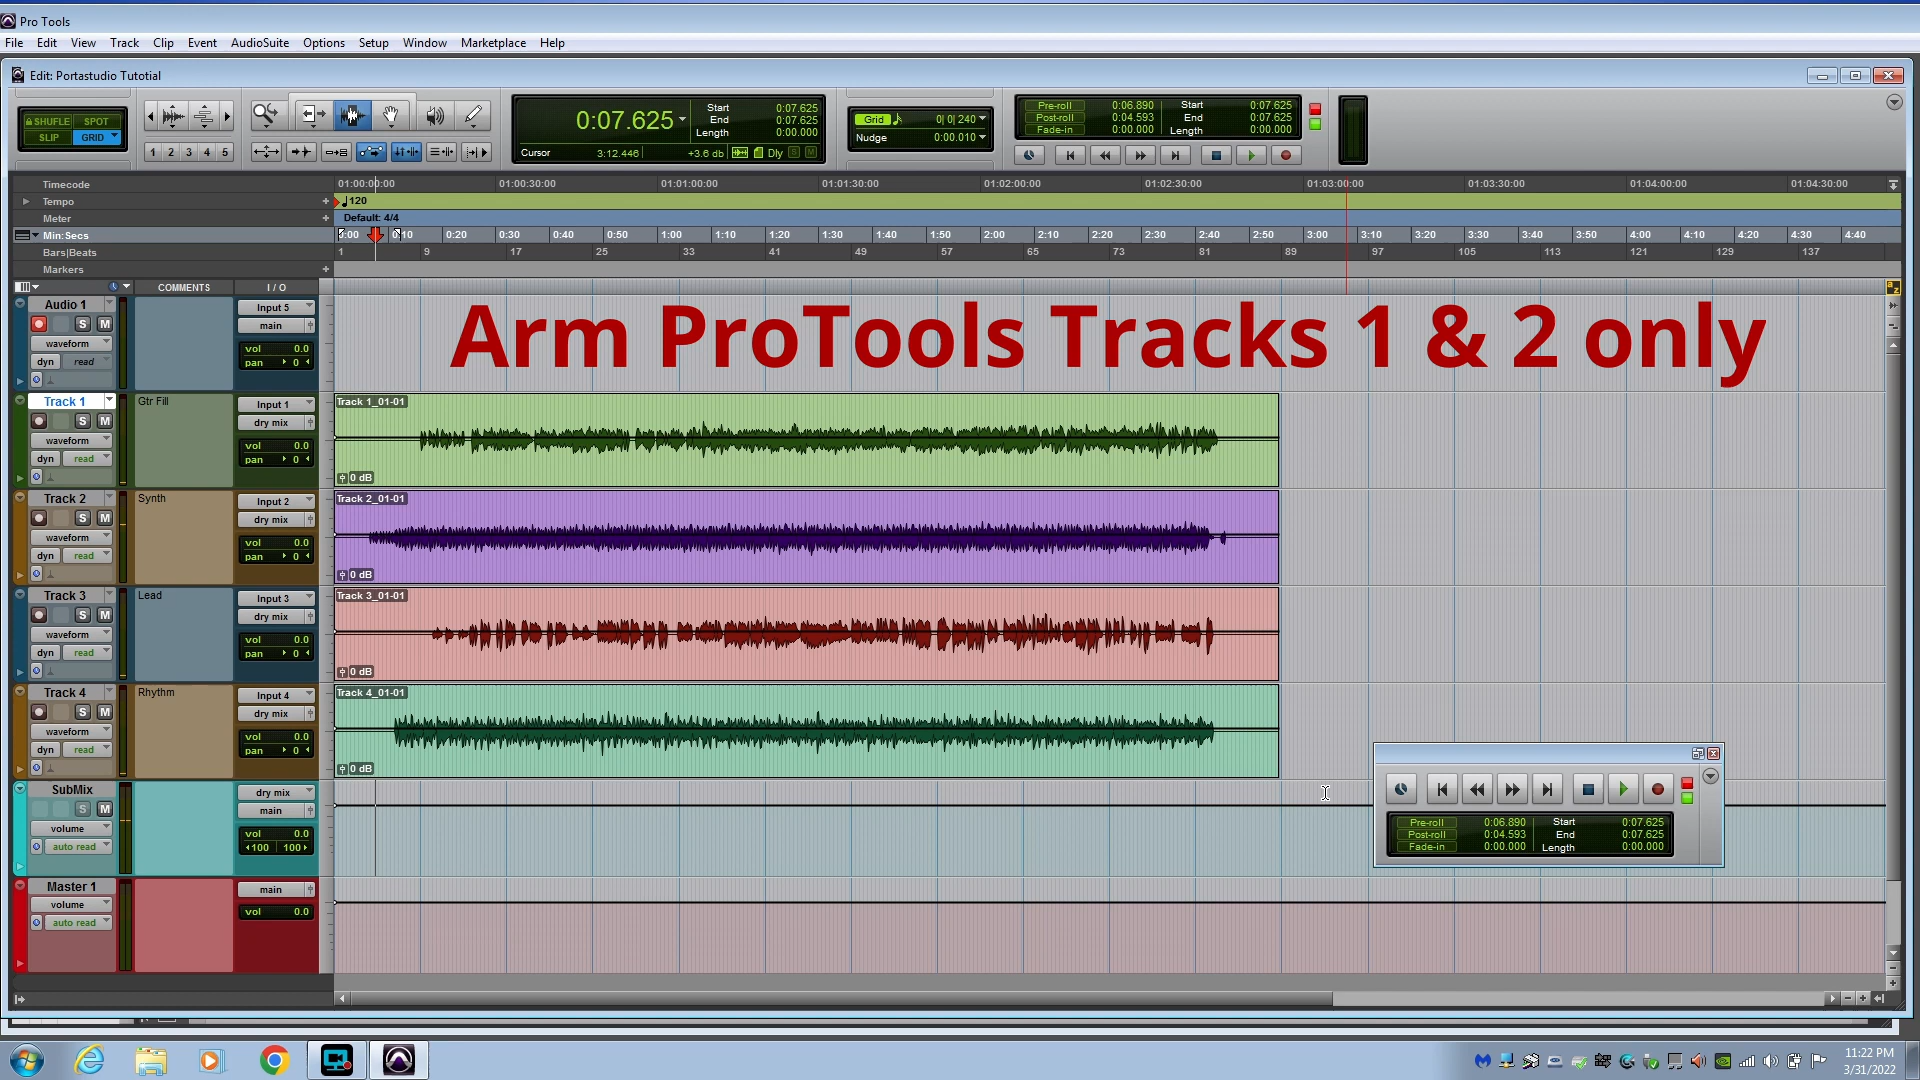 Pro Tools
File Edit View Track Clip Event AudioSuite Options Setup Window Marketplace Help
Edit: Portastudio Tutotial
SHUFFLE SPOT
SLIP GRID
1 2 3 4 5
0:07.625
Start 0:07.625
End 0:07.625
Length 0:00.000
Cursor 3:12.446 +3.6 db Dly S M
Grid 0| 0| 240
Nudge 0:00.010
Pre-roll 0:06.890 Start 0:07.625
Post-roll 0:04.593 End 0:07.625
Fade-in 0:00.000 Length 0:00.000
Timecode 01:00:00:00 01:00:30:00 01:01:00:00 01:01:30:00 01:02:00:00 01:02:30:00 01:03:00:00 01:03:30:00 01:04:00:00 01:04:30:00
Tempo 120
Meter Default: 4/4
Min:Secs 0:00 0:10 0:20 0:30 0:40 0:50 1:00 1:10 1:20 1:30 1:40 1:50 2:00 2:10 2:20 2:30 2:40 2:50 3:00 3:10 3:20 3:30 3:40 3:50 4:00 4:10 4:20 4:30 4:40
Bars|Beats 1 9 17 25 33 41 49 57 65 73 81 89 97 105 113 121 129 137
Markers
COMMENTS I / O
Arm ProTools Tracks 1 & 2 only
Audio 1 Input 5
S M main
waveform vol 0.0
dyn read pan 0
Track 1 Gtr Fill Input 1 Track 1_01-01
S M dry mix
waveform vol 0.0
dyn read pan 0
0 dB
Track 2 Synth Input 2 Track 2_01-01
S M dry mix
waveform vol 0.0
dyn read pan 0
0 dB
Track 3 Lead Input 3 Track 3_01-01
S M dry mix
waveform vol 0.0
dyn read pan 0
0 dB
Track 4 Rhythm Input 4 Track 4_01-01
S M dry mix
waveform vol 0.0
dyn read pan 0
0 dB
SubMix dry mix
S M main
volume vol 0.0
auto read 100 100
Pre-roll 0:06.890 Start 0:07.625
Post-roll 0:04.593 End 0:07.625
Fade-in 0:00.000 Length 0:00.000
Master 1 main
volume vol 0.0
auto read
11:22 PM
3/31/2022